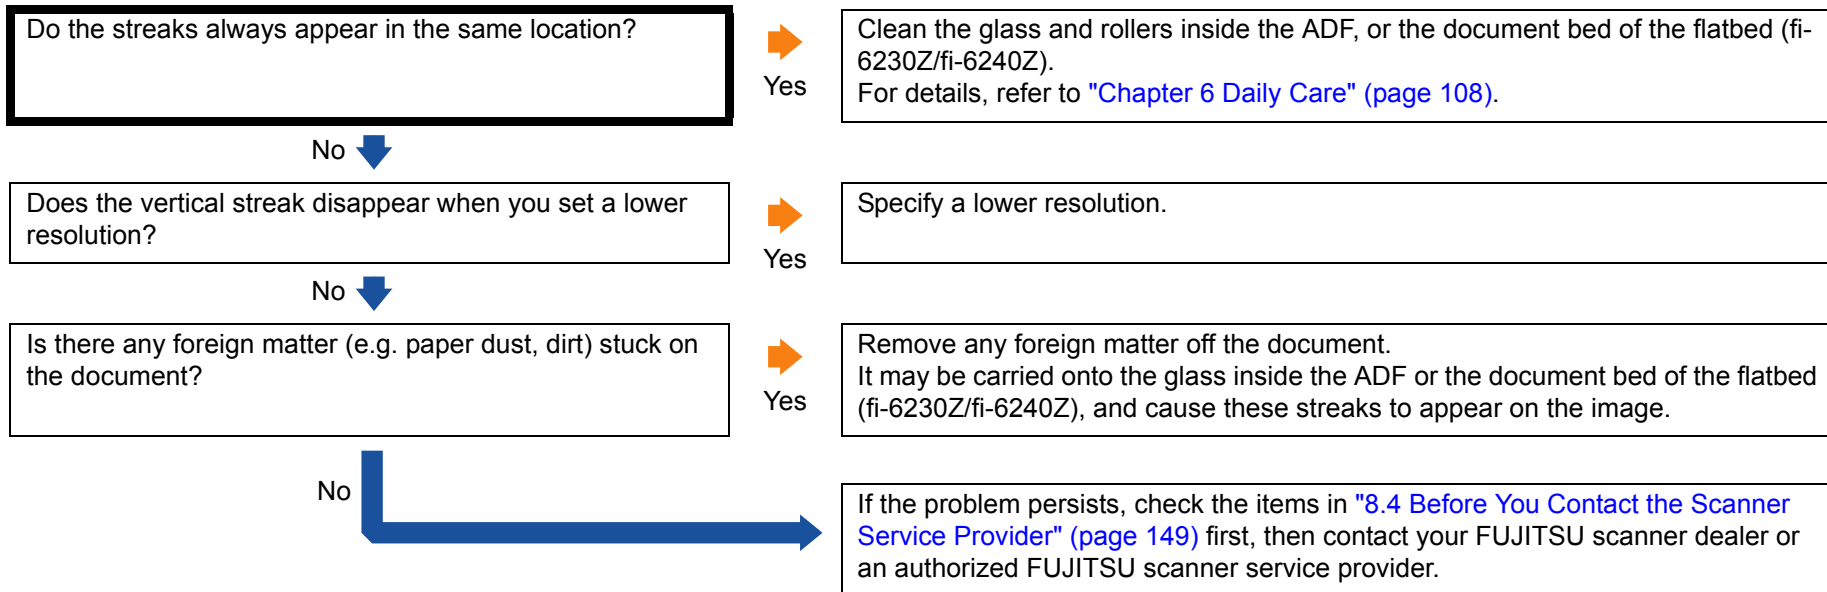 Do the streaks always appear in the same location?
Yes
Clean the glass and rollers inside the ADF, or the document bed of the flatbed (fi-
6230Z/fi-6240Z).
For details, refer to "Chapter 6 Daily Care" (page 108).
No
Does the vertical streak disappear when you set a lower
resolution?
Yes
Specify a lower resolution.
No
Is there any foreign matter (e.g. paper dust, dirt) stuck on
the document?
Yes
Remove any foreign matter off the document.
It may be carried onto the glass inside the ADF or the document bed of the flatbed
(fi-6230Z/fi-6240Z), and cause these streaks to appear on the image.
No
If the problem persists, check the items in "8.4 Before You Contact the Scanner
Service Provider" (page 149) first, then contact your FUJITSU scanner dealer or
an authorized FUJITSU scanner service provider.